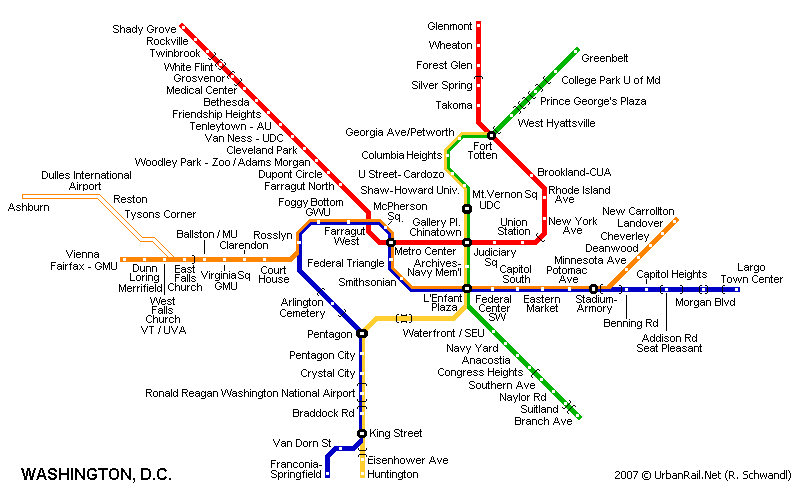 Shady Grove
Rockville
Twinbrook
White Flint
Grosvenor
Medical Center
Bethesda
Friendship Heights
Tenleytown - AU
Van Ness - UDC
Cleveland Park
Woodley Park - Zoo / Adams Morgan
Dupont Circle
Farragut North
Glenmont
Wheaton
Forest Glen
Silver Spring
Takoma
Greenbelt
College Park U of Md
Prince George's Plaza
West Hyattsville
Georgia Ave/Petworth
Fort
Totten
Columbia Heights
U Street- Cardozo
Shaw-Howard Univ.
Mt.Vernon Sq
UDC
Brookland-CUA
Rhode Island
Ave
New York
Ave
Union
Station
Gallery Pl.
Chinatown
Judiciary
Sq
Metro Center
McPherson
Sq.
Farragut
West
Foggy Bottom
GWU
Rosslyn
Dulles International
Airport
Ashburn
Reston
Tysons Corner
Vienna
Fairfax - GMU
Dunn
Loring
Merrifield
West
Falls
Church
VT / UVA
East
Falls
Church
Ballston / MU
Virginia Sq
GMU
Clarendon
Court
House
Federal Triangle
Smithsonian
Archives-
Navy Mem'l
L'Enfant
Plaza
Federal
Center
SW
Capitol
South
Eastern
Market
Potomac
Ave
Stadium-
Armory
Minnesota Ave
Deanwood
Cheverley
Landover
New Carrollton
Benning Rd
Capitol Heights
Addison Rd
Seat Pleasant
Morgan Blvd
Largo
Town Center
Arlington
Cemetery
Pentagon
Pentagon City
Crystal City
Ronald Reagan Washington National Airport
Braddock Rd
King Street
Van Dorn St
Franconia-
Springfield
Eisenhower Ave
Huntington
Waterfront / SEU
Navy Yard
Anacostia
Congress Heights
Southern Ave
Naylor Rd
Suitland
Branch Ave
WASHINGTON, D.C.
2007 © UrbanRail.Net (R. Schwandl)